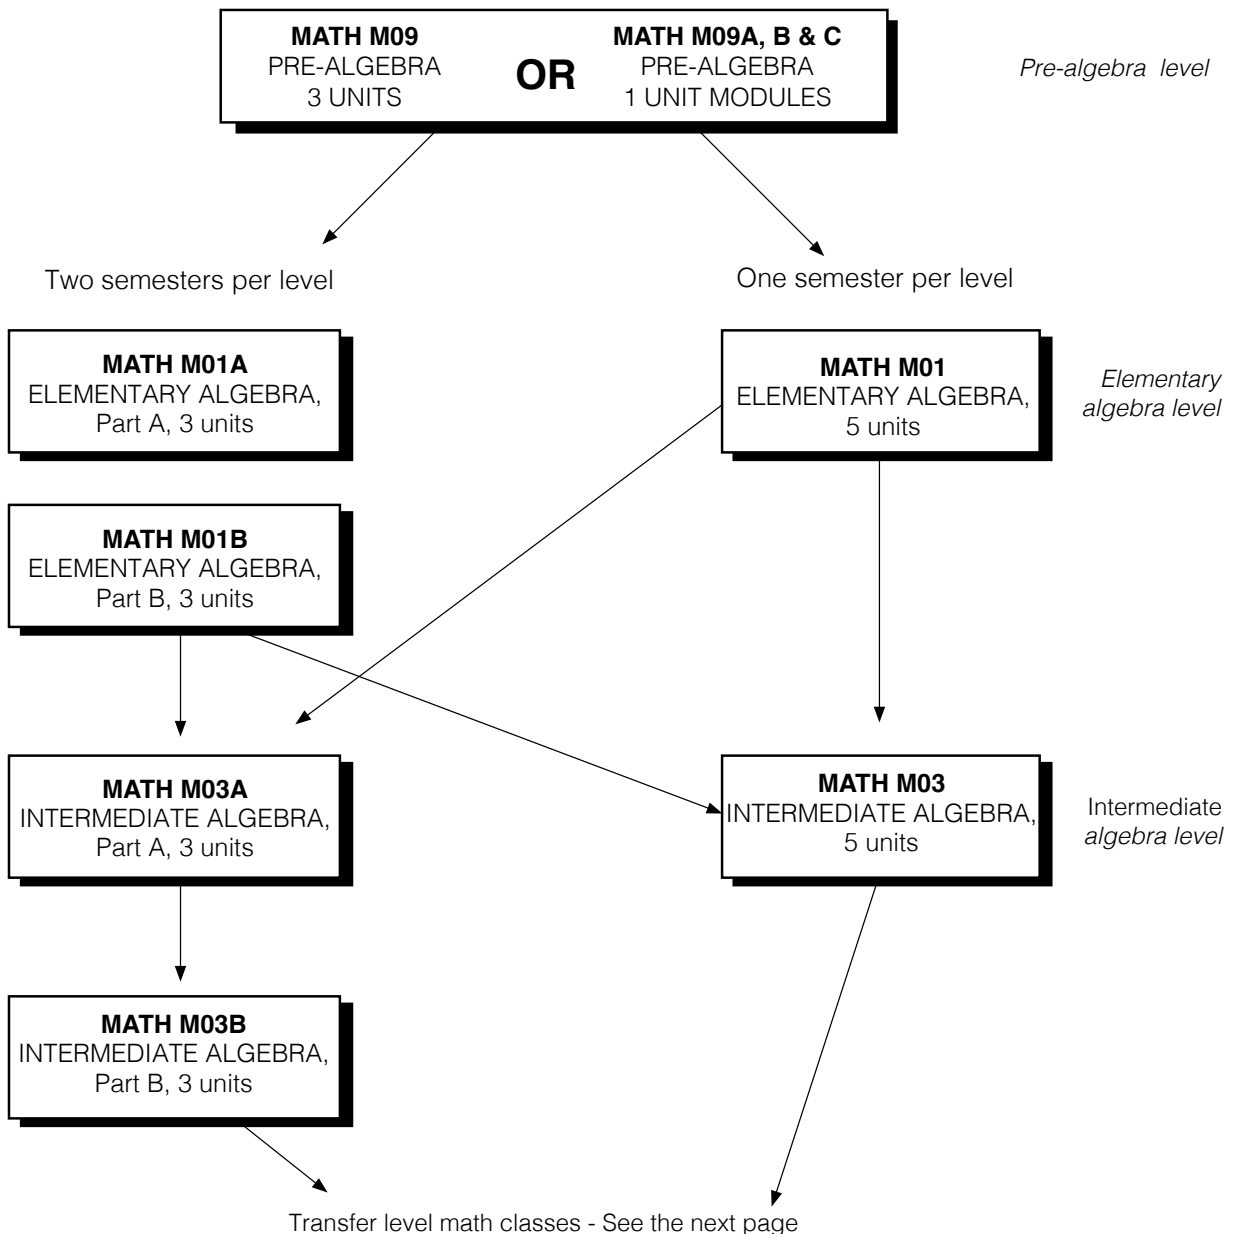 MATH M09
PRE-ALGEBRA
3 UNITS
OR
MATH M09A, B & C
PRE-ALGEBRA
1 UNIT MODULES
Pre-algebra level
Two semesters per level
One semester per level
MATH M01A
ELEMENTARY ALGEBRA,
Part A, 3 units
MATH M01
ELEMENTARY ALGEBRA,
5 units
Elementary
algebra level
MATH M01B
ELEMENTARY ALGEBRA,
Part B, 3 units
MATH M03A
INTERMEDIATE ALGEBRA,
Part A, 3 units
MATH M03
INTERMEDIATE ALGEBRA,
5 units
Intermediate
algebra level
MATH M03B
INTERMEDIATE ALGEBRA,
Part B, 3 units
Transfer level math classes - See the next page